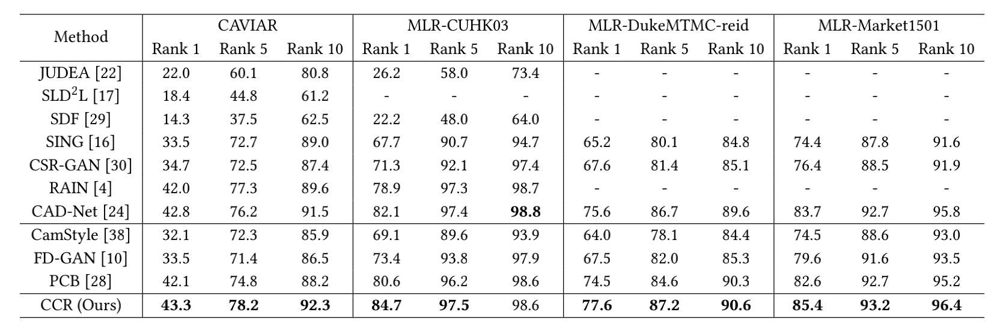 Method CAVIAR MLR-CUHK03 MLR-DukeMTMC-reid MLR-Market1501
Rank 1 Rank 5 Rank 10 Rank 1 Rank 5 Rank 10 Rank 1 Rank 5 Rank 10 Rank 1 Rank 5 Rank 10
JUDEA [22] 22.0 60.1 80.8 26.2 58.0 73.4 - - - - - -
SLD²L [17] 18.4 44.8 61.2 - - - - - - - - -
SDF [29] 14.3 37.5 62.5 22.2 48.0 64.0 - - - - - -
SING [16] 33.5 72.7 89.0 67.7 90.7 94.7 65.2 80.1 84.8 74.4 87.8 91.6
CSR-GAN [30] 34.7 72.5 87.4 71.3 92.1 97.4 67.6 81.4 85.1 76.4 88.5 91.9
RAIN [4] 42.0 77.3 89.6 78.9 97.3 98.7 - - - - - -
CAD-Net [24] 42.8 76.2 91.5 82.1 97.4 98.8 75.6 86.7 89.6 83.7 92.7 95.8
CamStyle [38] 32.1 72.3 85.9 69.1 89.6 93.9 64.0 78.1 84.4 74.5 88.6 93.0
FD-GAN [10] 33.5 71.4 86.5 73.4 93.8 97.9 67.5 82.0 85.3 79.6 91.6 93.5
PCB [28] 42.1 74.8 88.2 80.6 96.2 98.6 74.5 84.6 90.3 82.6 92.7 95.2
CCR (Ours) 43.3 78.2 92.3 84.7 97.5 98.6 77.6 87.2 90.6 85.4 93.2 96.4